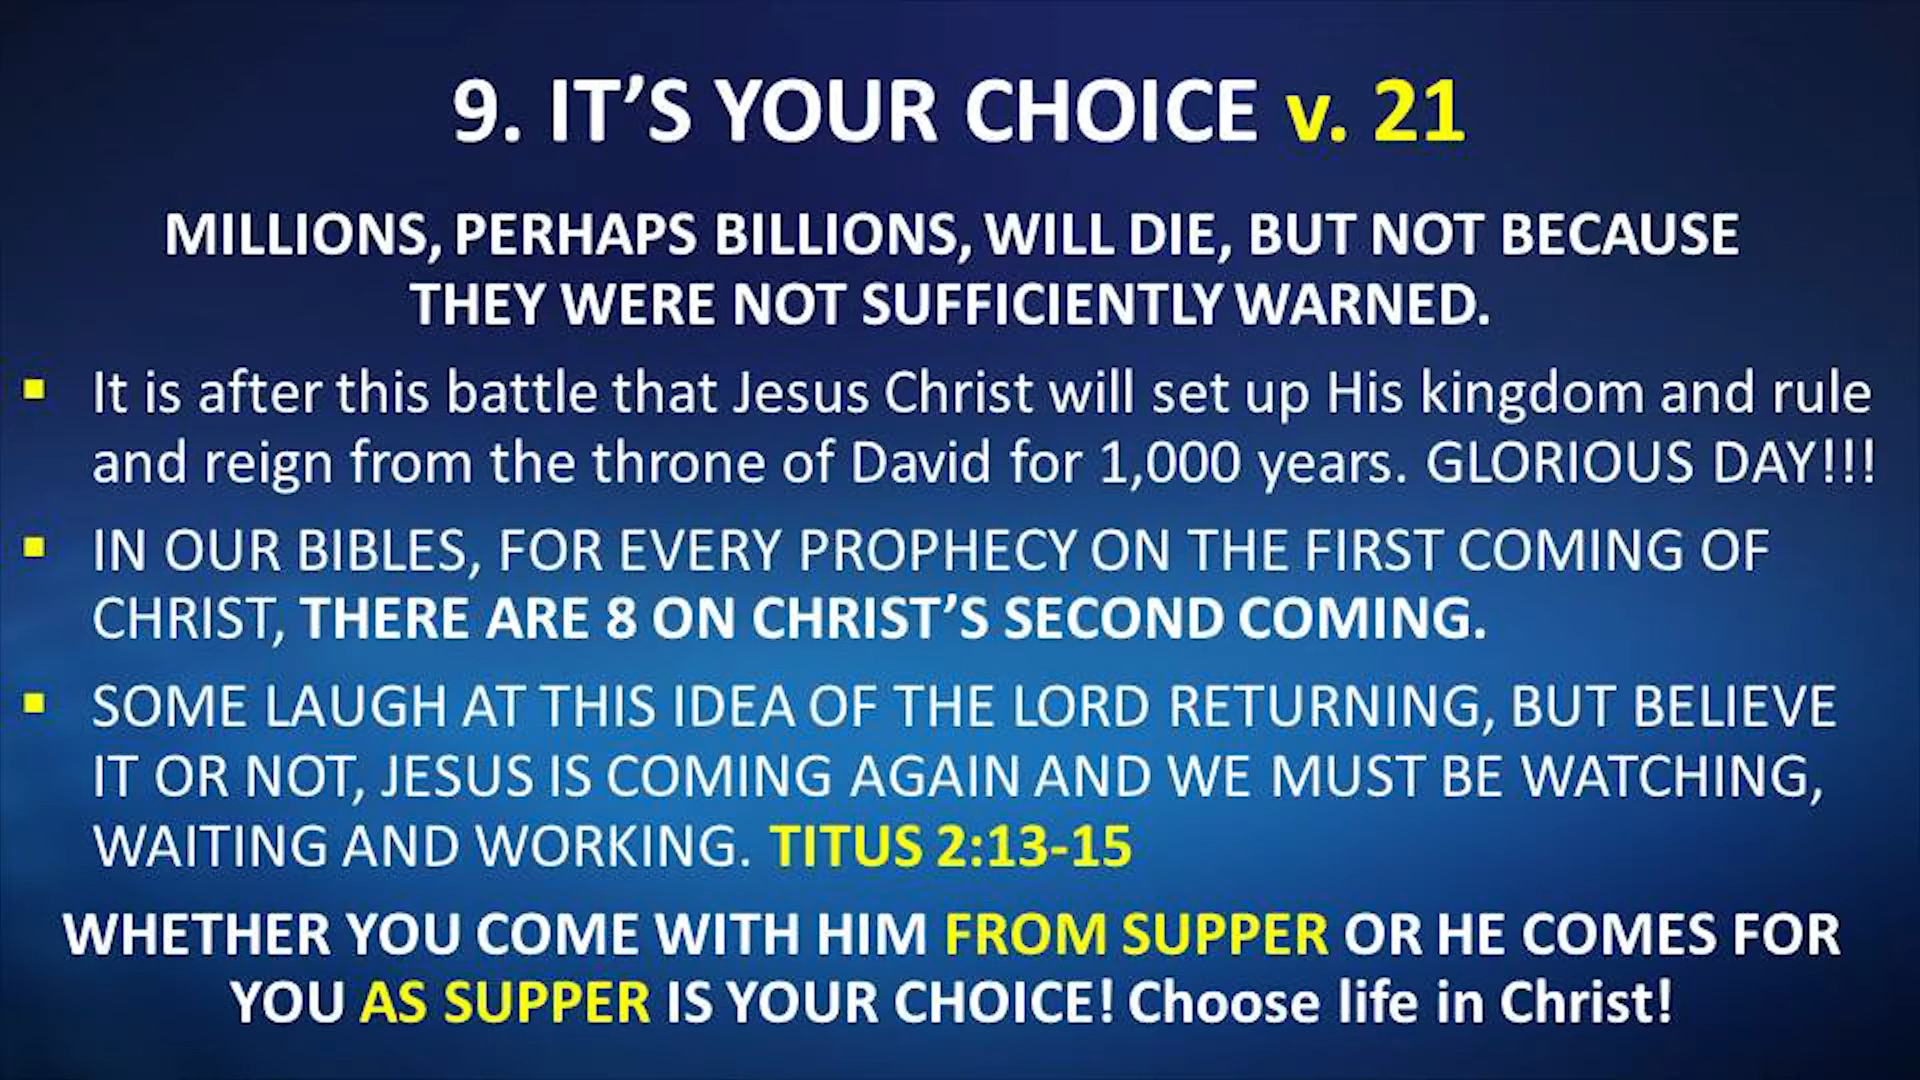 9. IT’S YOUR CHOICE v. 21
MILLIONS, PERHAPS BILLIONS, WILL DIE, BUT NOT BECAUSE
THEY WERE NOT SUFFICIENTLY WARNED.
▪ It is after this battle that Jesus Christ will set up His kingdom and rule
and reign from the throne of David for 1,000 years. GLORIOUS DAY!!!
▪ IN OUR BIBLES, FOR EVERY PROPHECY ON THE FIRST COMING OF
CHRIST, THERE ARE 8 ON CHRIST’S SECOND COMING.
▪ SOME LAUGH AT THIS IDEA OF THE LORD RETURNING, BUT BELIEVE
IT OR NOT, JESUS IS COMING AGAIN AND WE MUST BE WATCHING,
WAITING AND WORKING. TITUS 2:13-15
WHETHER YOU COME WITH HIM FROM SUPPER OR HE COMES FOR
YOU AS SUPPER IS YOUR CHOICE! Choose life in Christ!